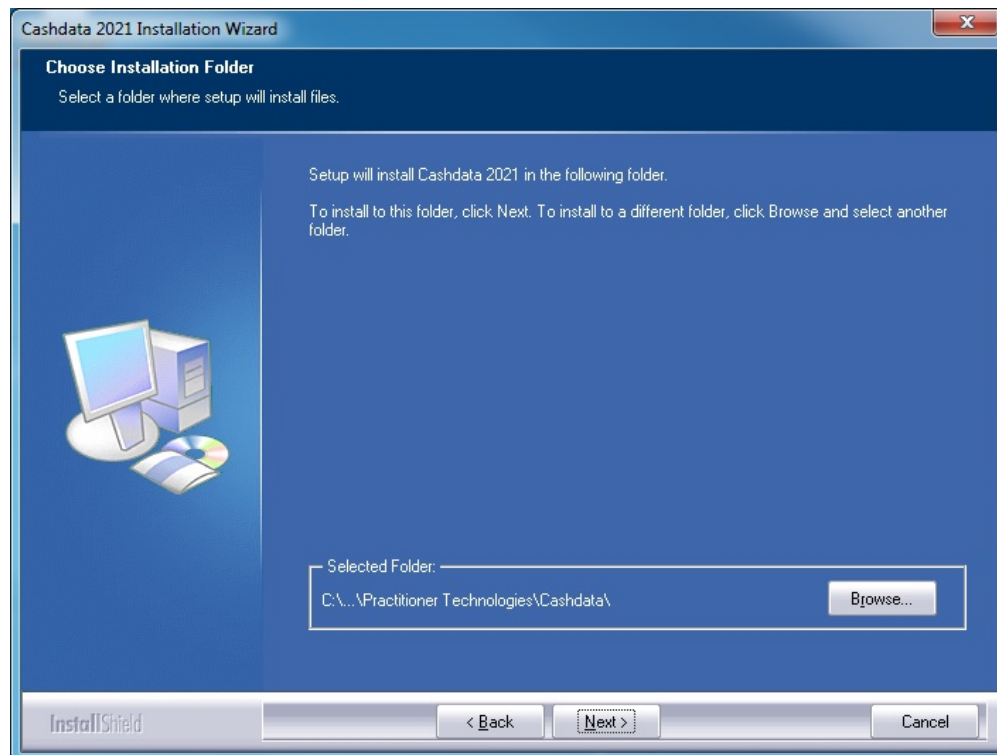 Cashdata 2021 Installation Wizard
Choose Installation Folder
Select a folder where setup will install files.
Setup will install Cashdata 2021 in the following folder.
To install to this folder, click Next. To install to a different folder, click Browse and select another
folder.
Selected Folder:
C:\...\Practitioner Technologies\Cashdata\
Browse...
InstallShield
< Back
Next >
Cancel